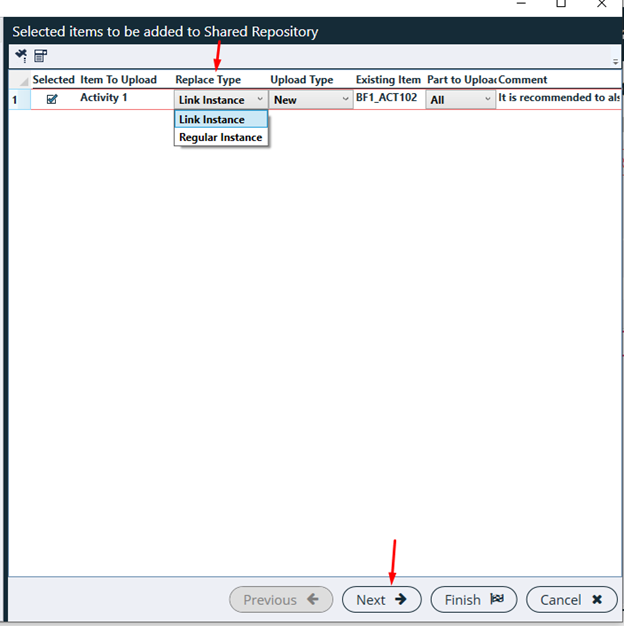 Selected items to be added to Shared Repository
Selected Item To Upload Replace Type Upload Type Existing Item Part to Upload Comment
1 Activity 1 Link Instance New BF1_ACT102 All It is recommended to als
Link Instance
Regular Instance
Previous Next Finish Cancel